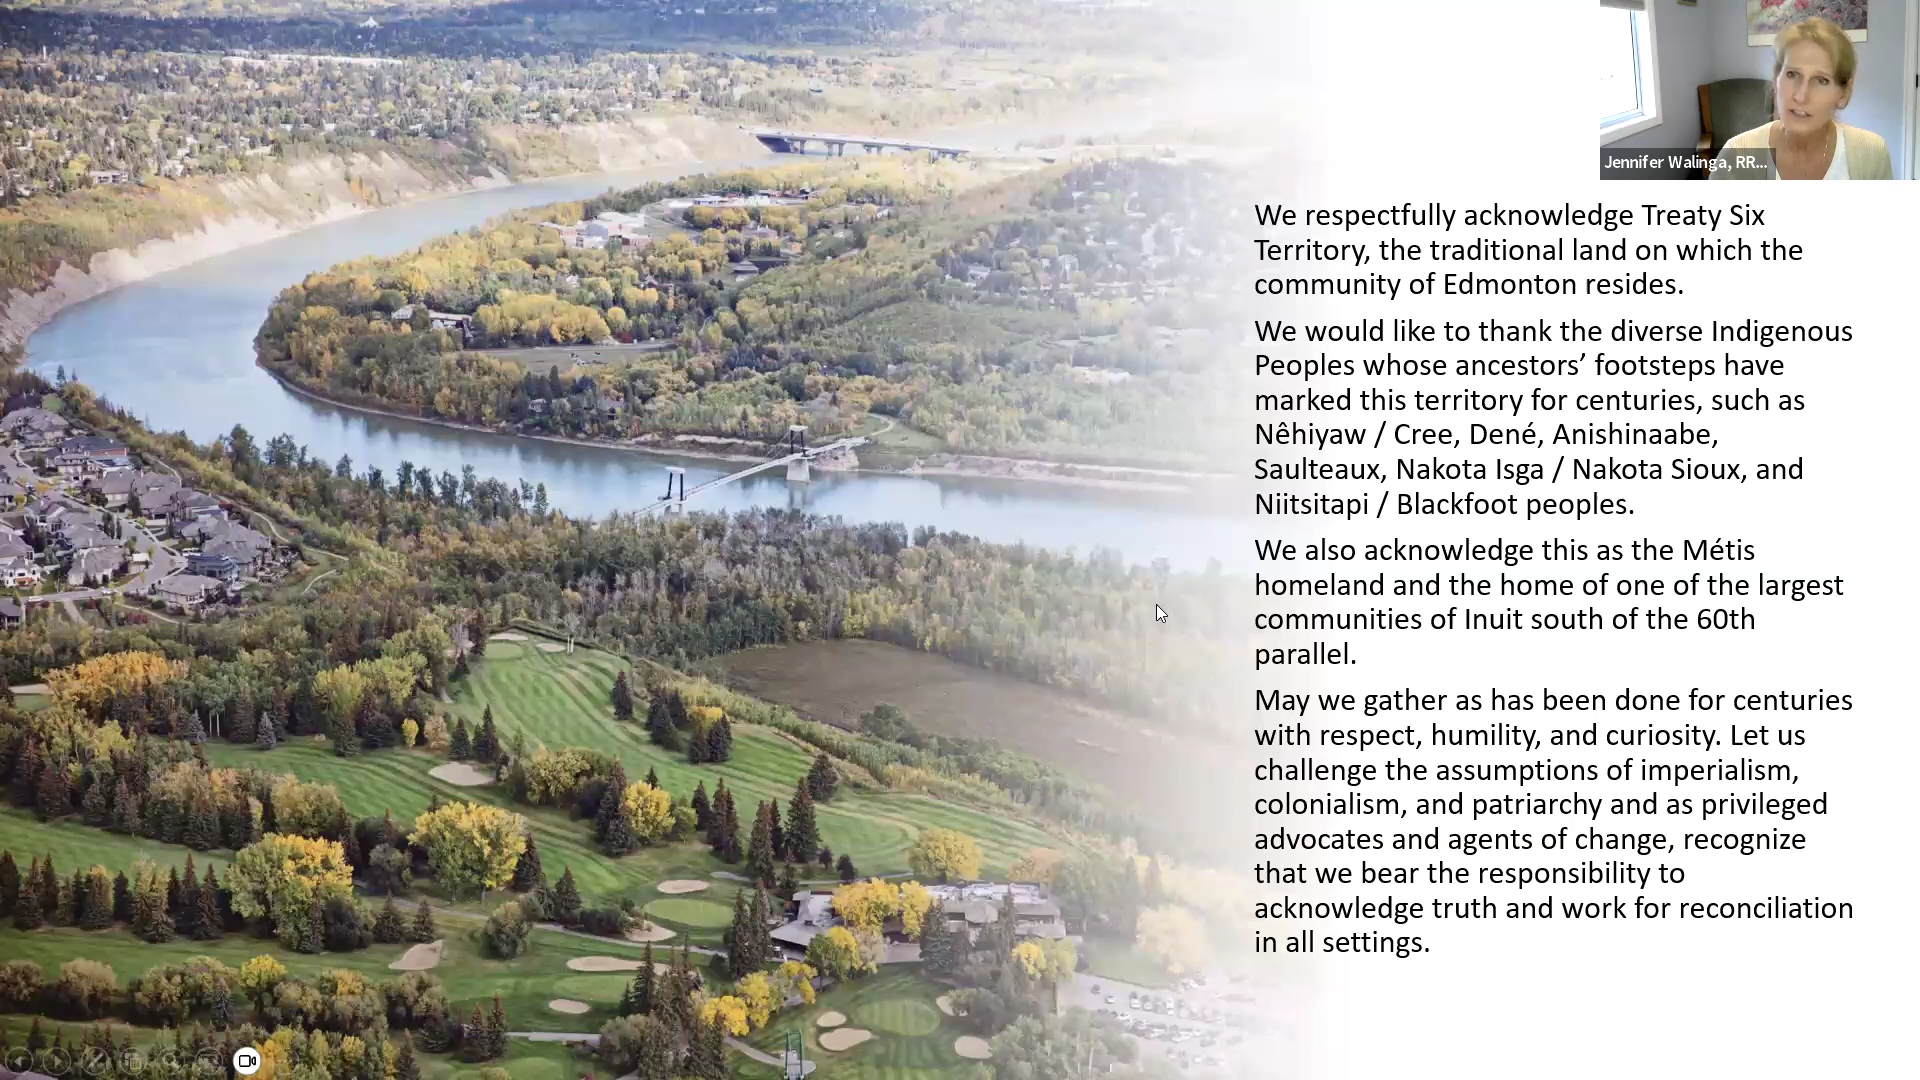 Jennifer Walinga, RR...
We respectfully acknowledge Treaty Six
Territory, the traditional land on which the
community of Edmonton resides.
We would like to thank the diverse Indigenous
Peoples whose ancestors’ footsteps have
marked this territory for centuries, such as
Nêhiyaw / Cree, Dené, Anishinaabe,
Saulteaux, Nakota Isga / Nakota Sioux, and
Niitsitapi / Blackfoot peoples.
We also acknowledge this as the Métis
homeland and the home of one of the largest
communities of Inuit south of the 60th
parallel.
May we gather as has been done for centuries
with respect, humility, and curiosity. Let us
challenge the assumptions of imperialism,
colonialism, and patriarchy and as privileged
advocates and agents of change, recognize
that we bear the responsibility to
acknowledge truth and work for reconciliation
in all settings.